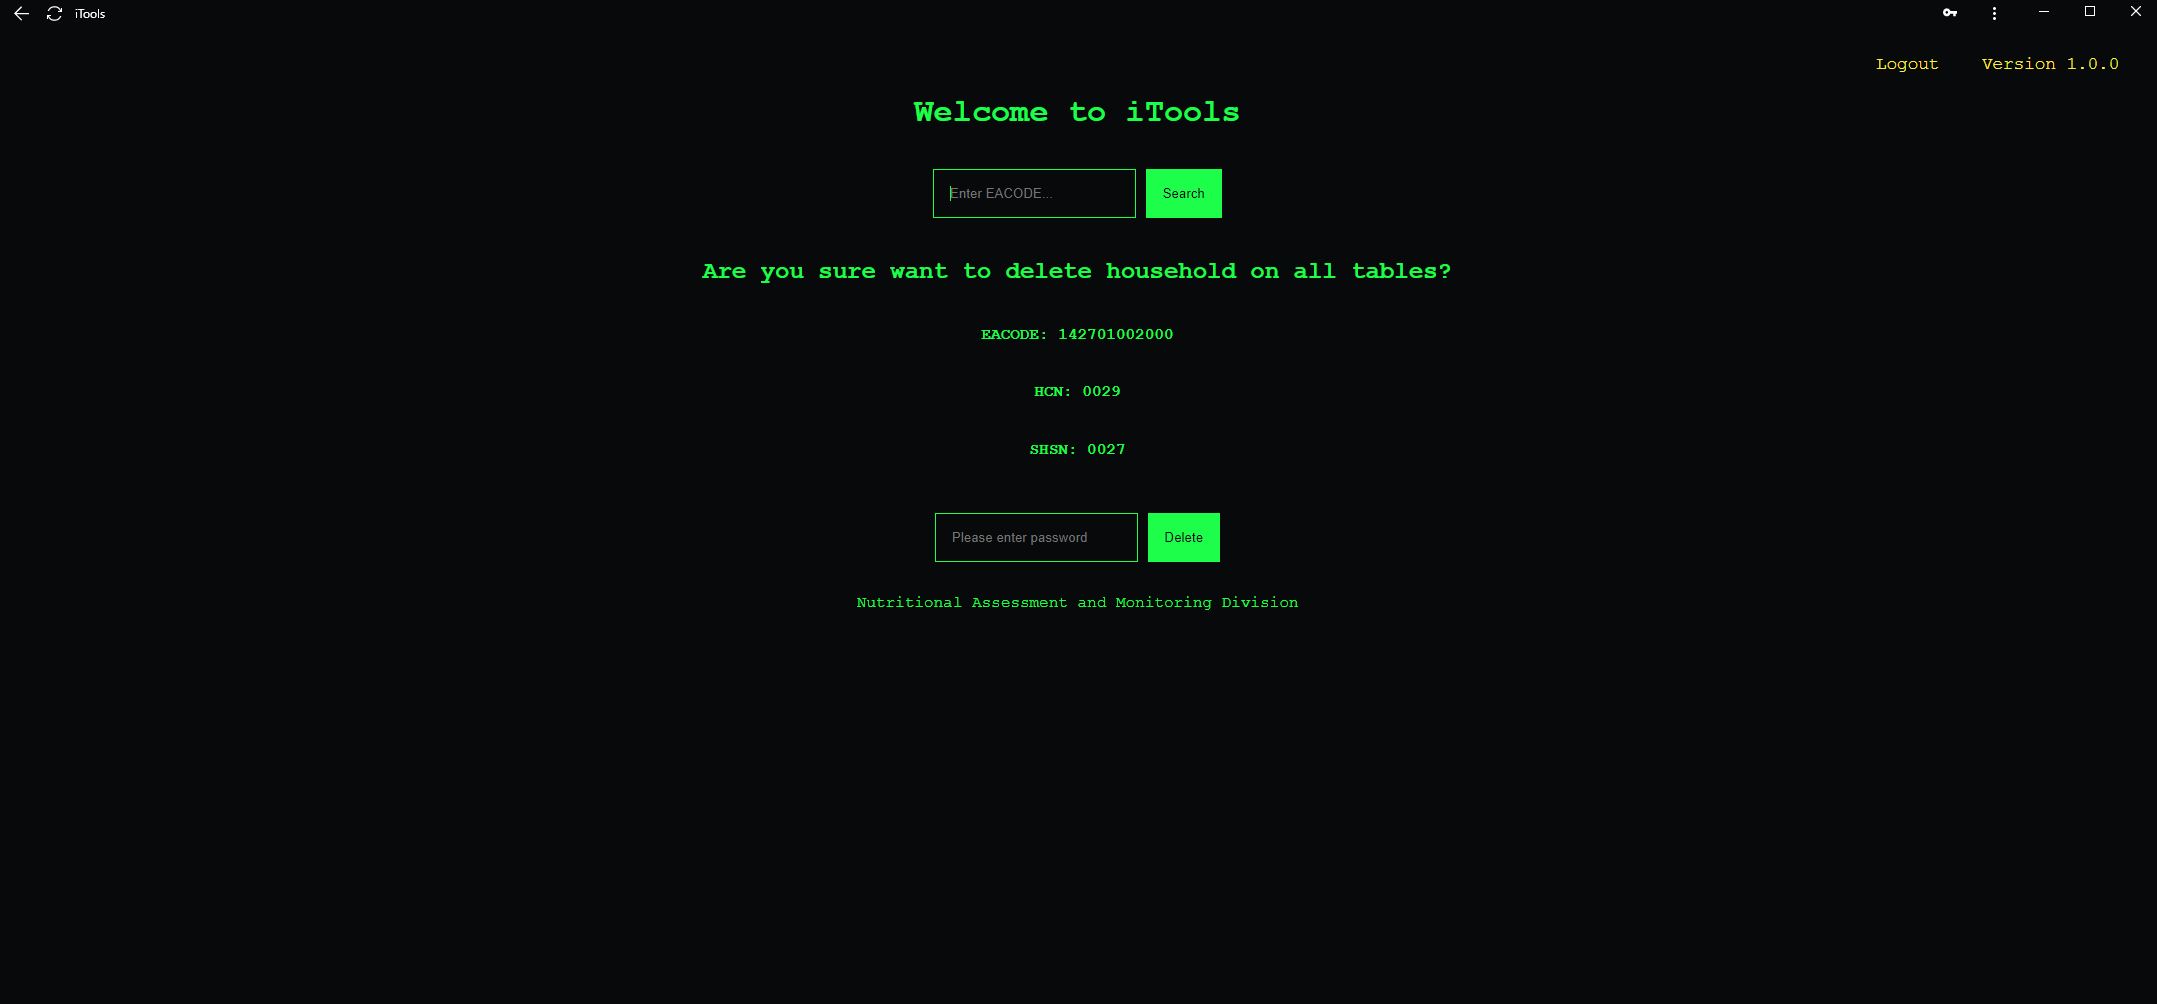 iTools
Logout Version 1.0.0
Welcome to iTools
Enter EACODE... Search
Are you sure want to delete household on all tables?
EACODE: 142701002000
HCN: 0029
SHSN: 0027
Please enter password Delete
Nutritional Assessment and Monitoring Division